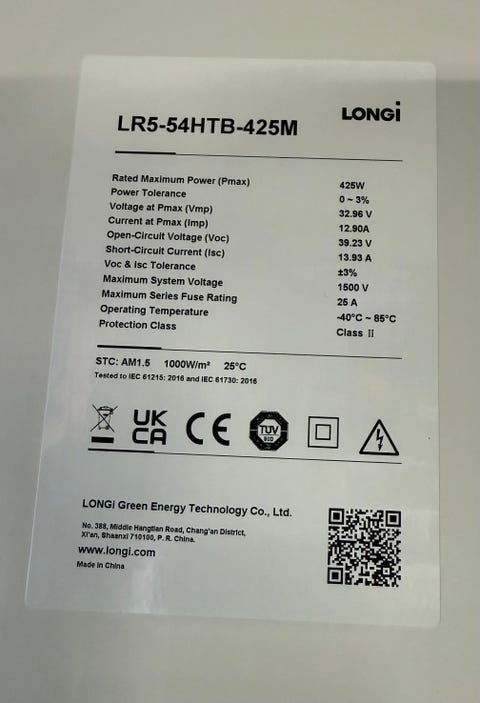 LONGi
LR5-54HTB-425M
Rated Maximum Power (Pmax) 425W
Power Tolerance 0 ~ 3%
Voltage at Pmax (Vmp) 32.96 V
Current at Pmax (Imp) 12.90A
Open-Circuit Voltage (Voc) 39.23 V
Short-Circuit Current (Isc) 13.93 A
Voc & Isc Tolerance ±3%
Maximum System Voltage 1500 V
Maximum Series Fuse Rating 25 A
Operating Temperature -40°C ~ 85°C
Protection Class Class II
STC: AM1.5 1000W/m² 25°C
Tested to IEC 61215: 2016 and IEC 61730: 2016
UK
CA
CE
TÜV
SÜD
LONGi Green Energy Technology Co., Ltd.
No. 388, Middle Hangtian Road, Chang'an District,
Xi'an, Shaanxi 710100, P. R. China.
www.longi.com
Made in China